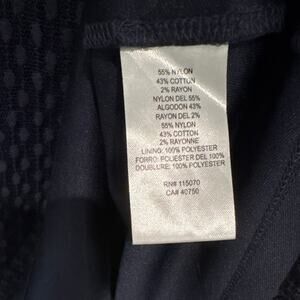 55% NYLON
43% COTTON
2% RAYON
NYLON DEL 55%
ALGODON 43%
RAYON DEL 2%
55% NYLON
43% COTON
2% RAYONNE
LINING: 100% POLYESTER
FORRO: POLIESTER DEL 100%
DOUBLURE: 100% POLYESTER
RN# 115070
CA# 40750